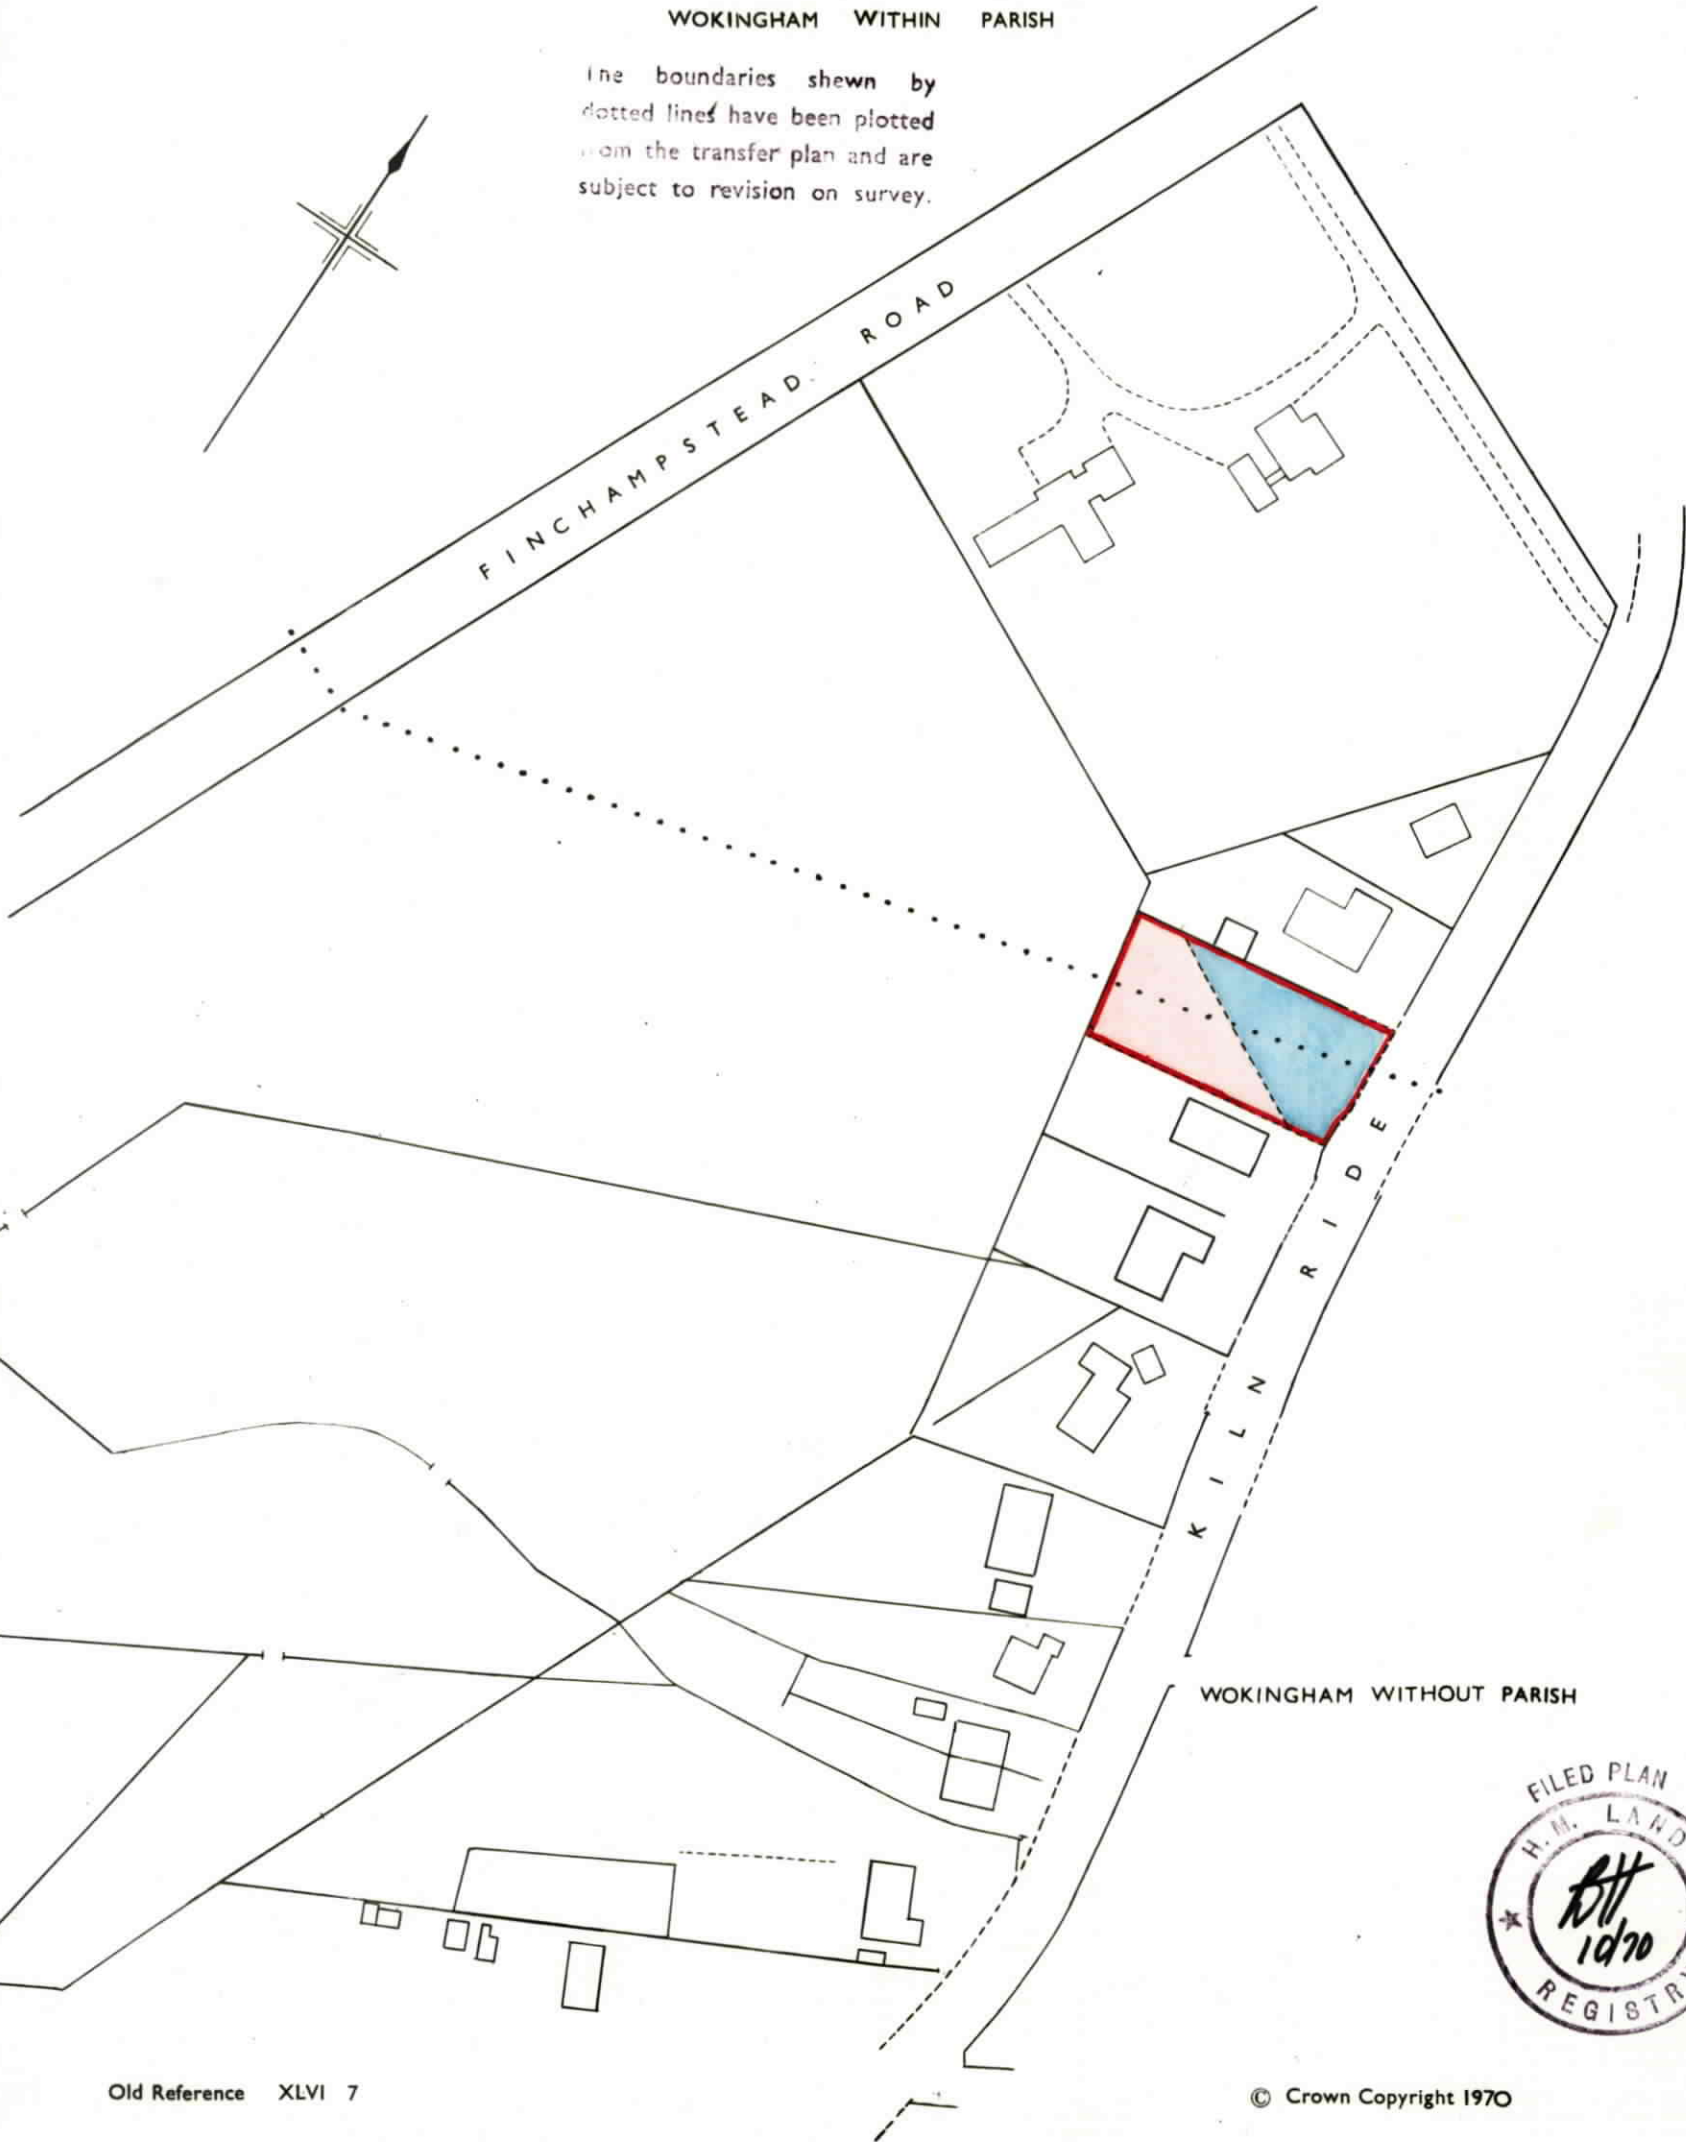 WOKINGHAM WITHIN PARISH
The boundaries shewn by
dotted lines have been plotted
from the transfer plan and are
subject to revision on survey.
FINCHAMPSTEAD ROAD
KILN RIDE
WOKINGHAM WITHOUT PARISH
FILED PLAN
H.M. LAND
REGISTRY
10/70
Old Reference XLVI 7
© Crown Copyright 1970